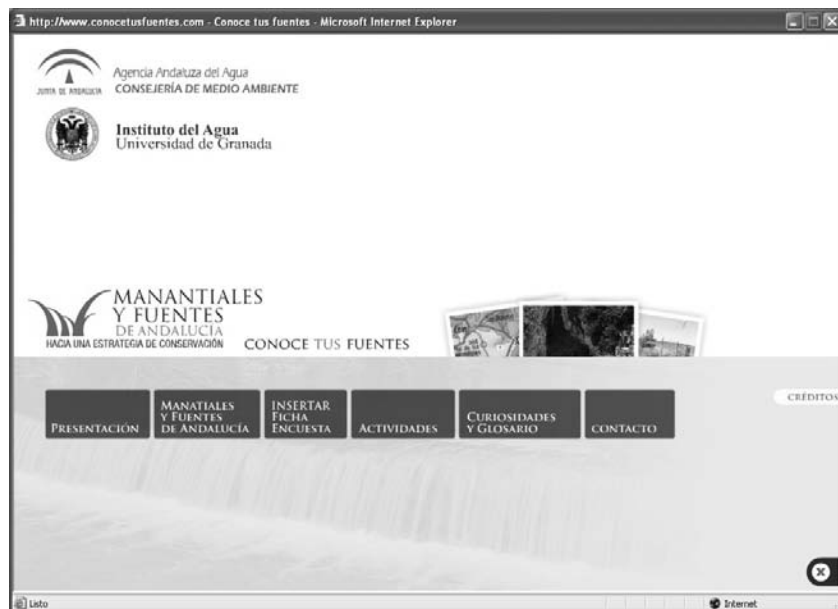 http://www.conocetusfuentes.com - Conoce tus fuentes - Microsoft Internet Explorer
JUNTA DE ANDALUCIA
Agencia Andaluza del Agua
CONSEJERÍA DE MEDIO AMBIENTE
Instituto del Agua
Universidad de Granada
MANANTIALES
Y FUENTES
DE ANDALUCÍA
HACIA UNA ESTRATEGIA DE CONSERVACIÓN
CONOCE TUS FUENTES
CRÉDITOS
PRESENTACIÓN
MANATIALES
Y FUENTES
DE ANDALUCÍA
INSERTAR
FICHA
ENCUESTA
ACTIVIDADES
CURIOSIDADES
Y GLOSARIO
CONTACTO
Listo
Internet